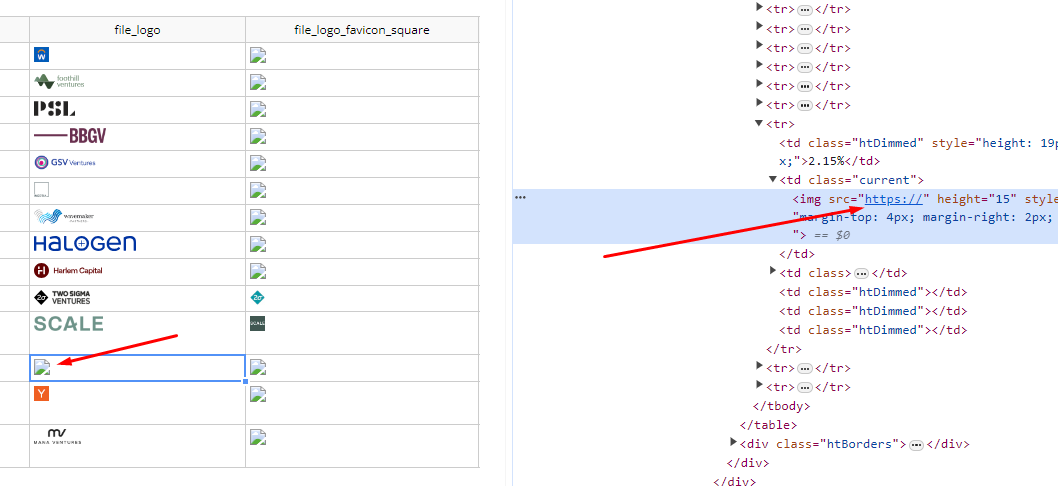 file_logo file_logo_favicon_square
W
foothill
ventures
PSL
BBGV
GSV Ventures
wavemaker
HALOGEN
Harlem Capital
2σ TWO SIGMA
VENTURES 2σ
SCALE SCALE
Y
mv
MARA VENTURES
<tr> ... </tr>
<tr> ... </tr>
<tr> ... </tr>
<tr> ... </tr>
<tr> ... </tr>
<tr> ... </tr>
<tr>
<td class="htDimmed" style="height: 19p
x;">2.15%</td>
<td class="current">
... <img src="https://" height="15" style
"margin-top: 4px; margin-right: 2px;
"> == $0
</td>
<td class> ... </td>
<td class="htDimmed"></td>
<td class="htDimmed"></td>
<td class="htDimmed"></td>
</tr>
<tr> ... </tr>
<tr> ... </tr>
</tbody>
</table>
<div class="htBorders"> ... </div>
</div>
</div>